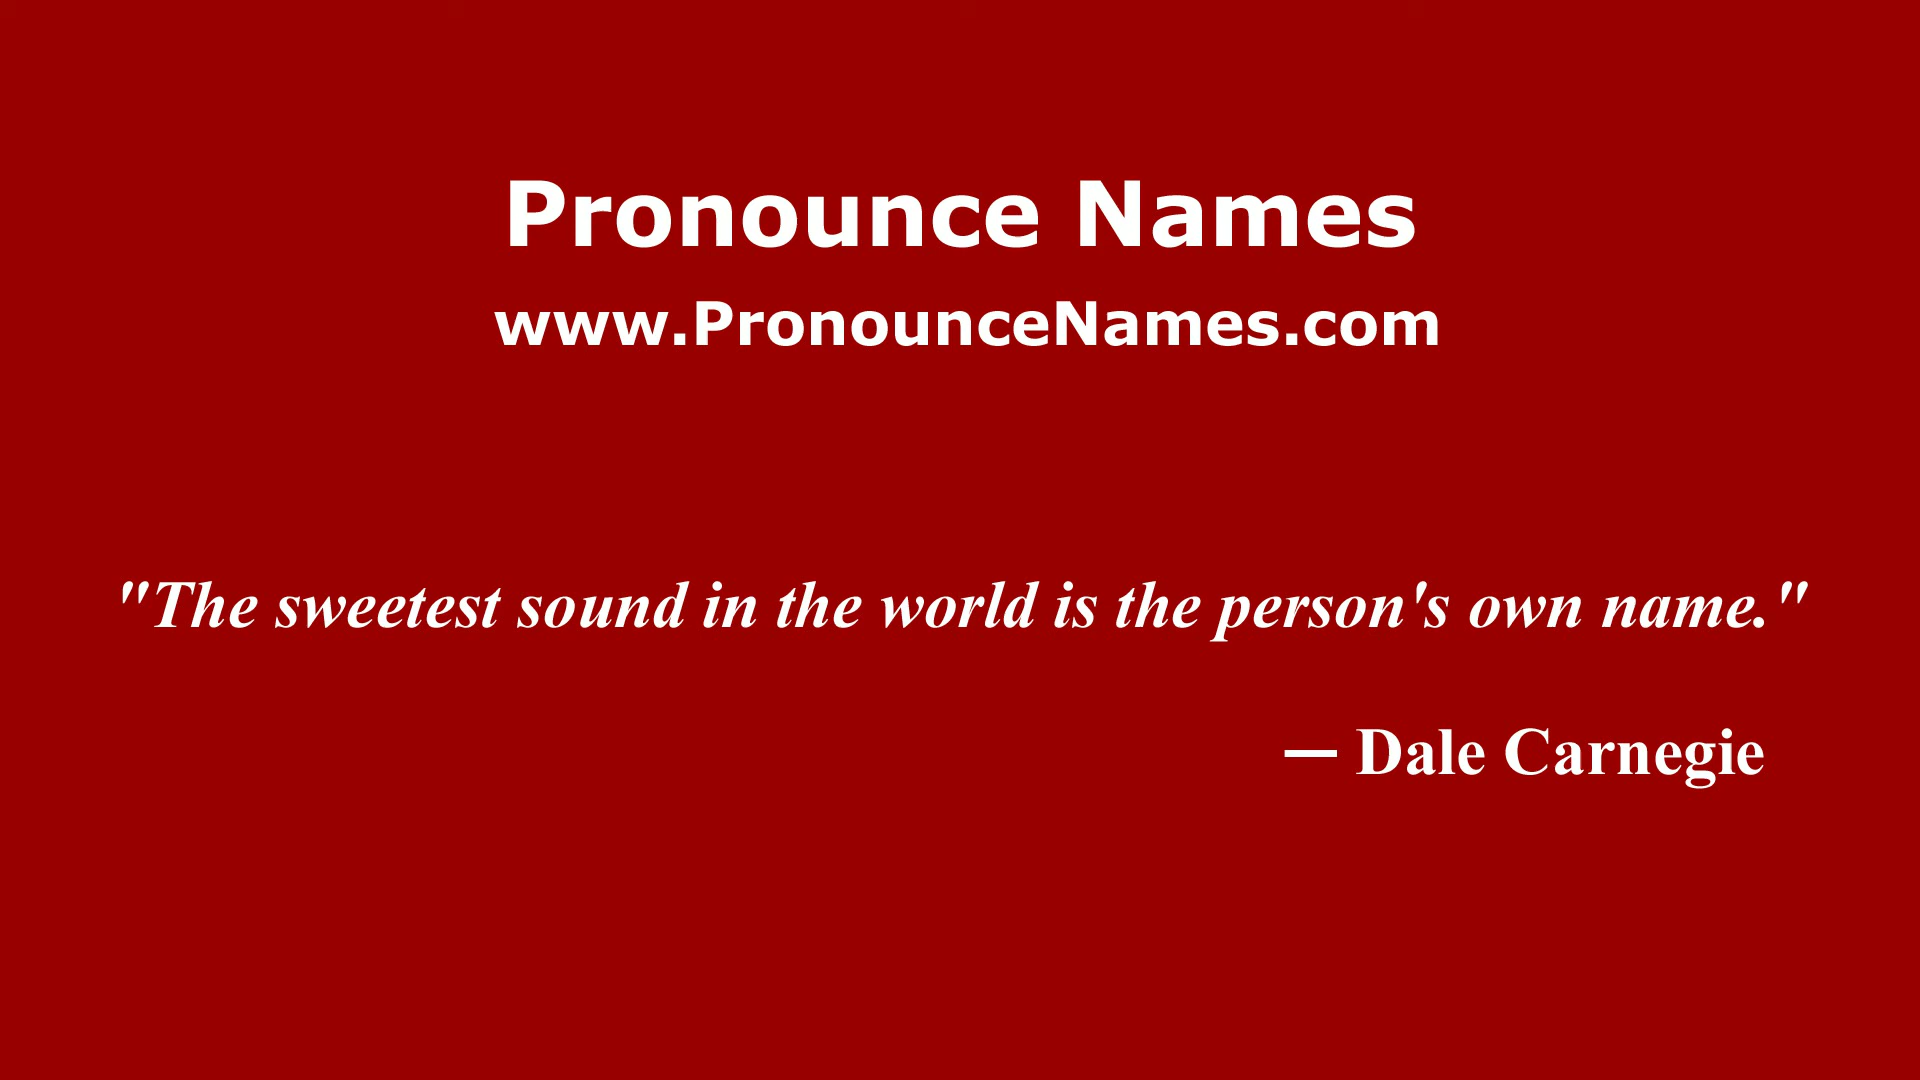 Pronounce Names
www.PronounceNames.com
"The sweetest sound in the world is the person's own name."
— Dale Carnegie